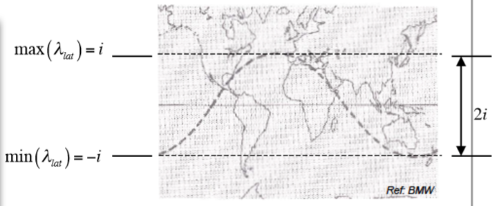 max(λ_lat) = i
2i
min(λ_lat) = -i
Ref: BMW